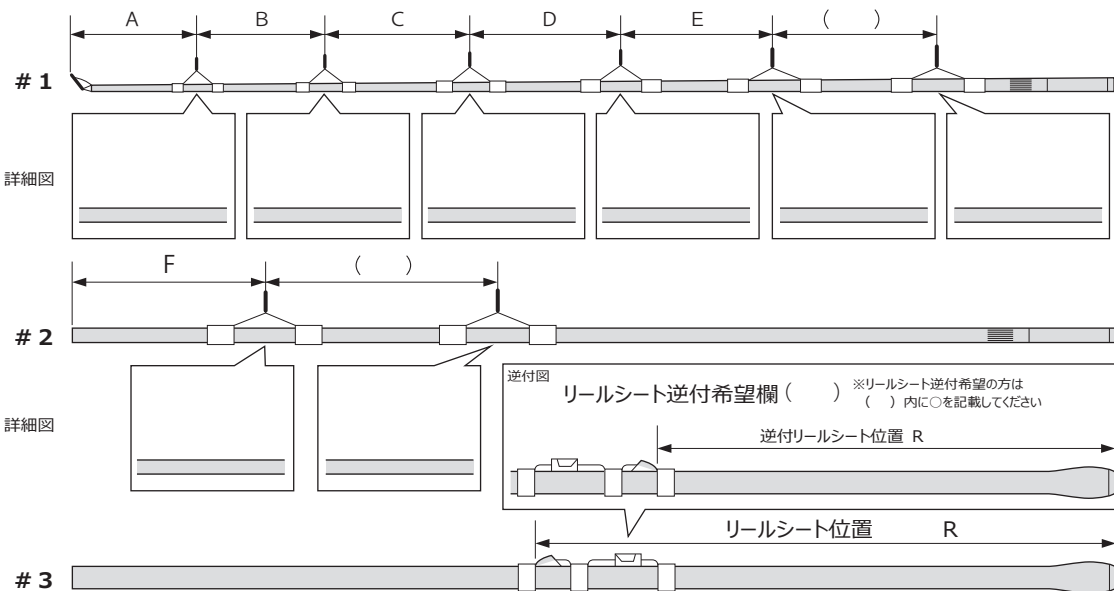 A B C D E (　　)
#1
詳細図
F (　　)
#2
詳細図
逆付図
リールシート逆付希望欄 (　　) ※リールシート逆付希望の方は
(　) 内に○を記載してください
逆付リールシート位置 R
リールシート位置 R
#3